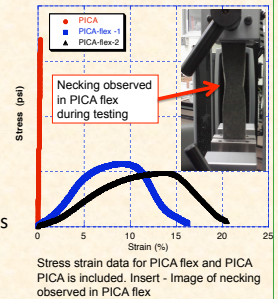 PICA
PICA-flex -1
PICA-flex-2
Necking observed
in PICA flex
during testing
Stress (psi)
s
0
5
10
15
20
25
Strain (%)
Stress strain data for PICA flex and PICA
PICA is included. Insert - Image of necking
observed in PICA flex